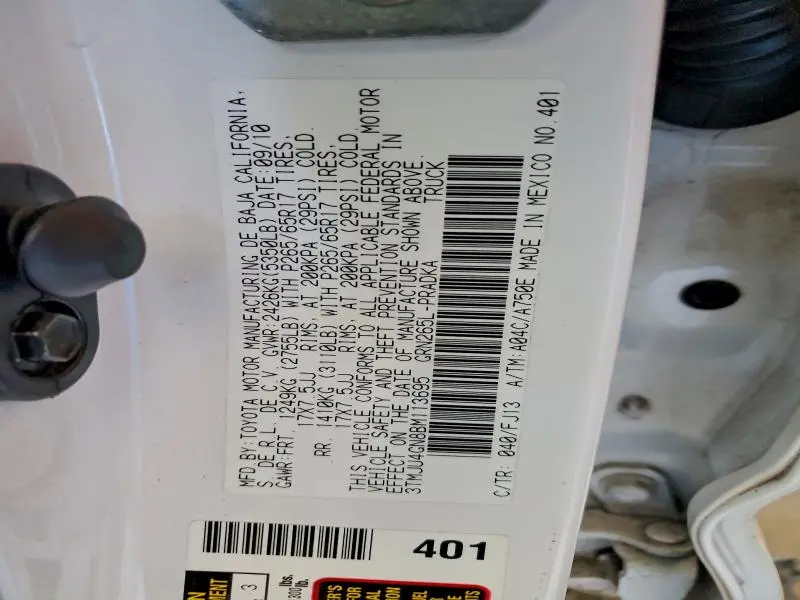 MFD.BY:TOYOTA MOTOR MANUFACTURING DE BAJA CALIFORNIA,
S. DE R.L. DE C.V. GVWR:2426KG(5350LB) DATE:09/10
GAWR:FRT. 1249KG (2755LB) WITH P265/65R17 TIRES,
17X7.5JJ RIMS, AT 200KPA (29PSI) COLD.
RR. 1410KG (3110LB) WITH P265/65R17 TIRES,
17X7.5JJ RIMS, AT 200KPA (29PSI) COLD.
THIS VEHICLE CONFORMS TO ALL APPLICABLE FEDERAL MOTOR
VEHICLE SAFETY AND THEFT PREVENTION STANDARDS IN
EFFECT ON THE DATE OF MANUFACTURE SHOWN ABOVE.
3TMJU4GN8BM113695 GRN265L-PRADKA TRUCK
C/TR: 040/FJ13 A/TM:A04C/A750E MADE IN MEXICO NO.401
401
3
lbs.